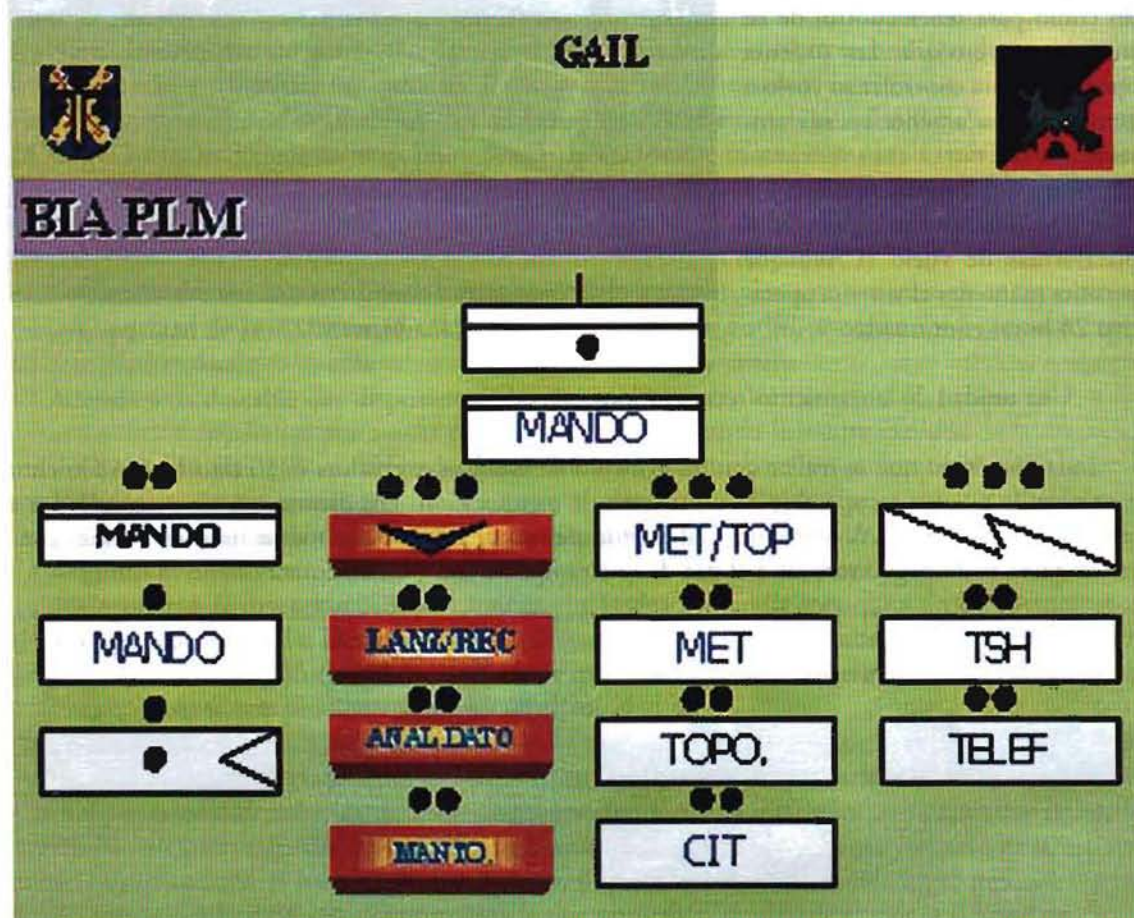 GAIL
BIA PLM
MANDO
MANDO
MET/TOP
MANDO
LANZ/REC
MET
TSH
ANAL DATO
TOPO.
TELEF
MANTO.
CIT